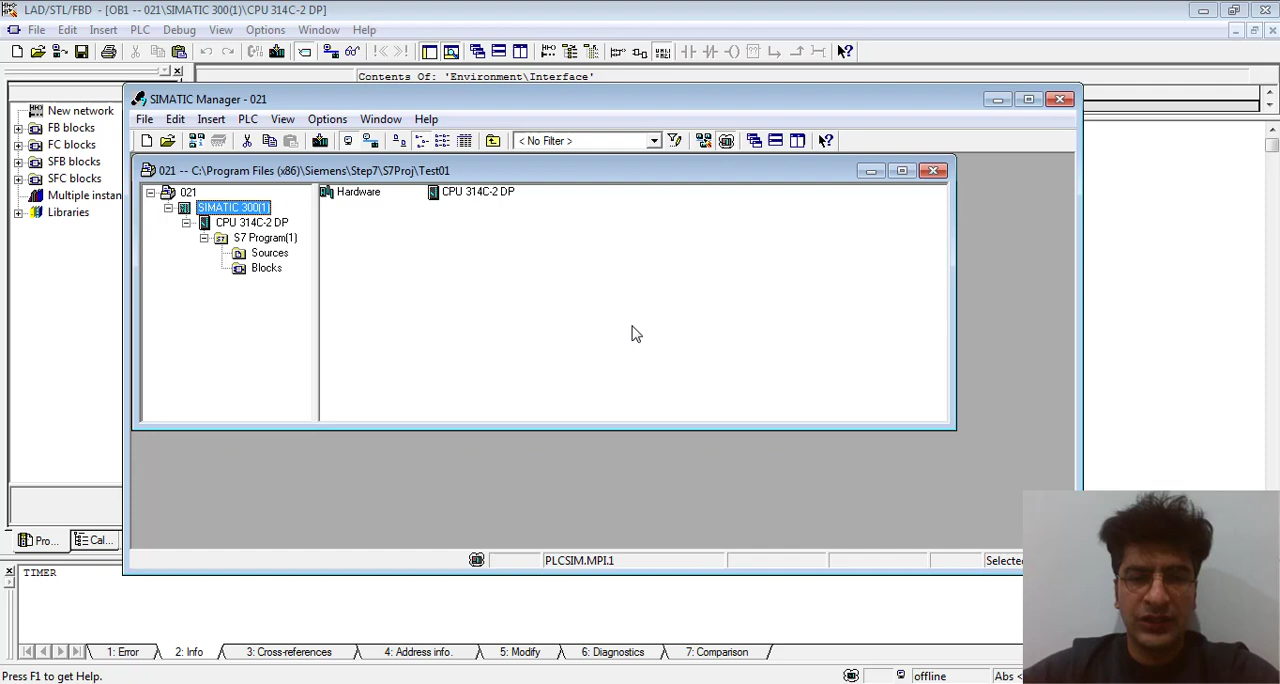 LAD/STL/FBD - [OB1 -- 021\SIMATIC 300(1)\CPU 314C-2 DP]
File Edit Insert PLC Debug View Options Window Help
Contents Of: 'Environment\Interface'
New network
FB blocks
FC blocks
SFB blocks
SFC blocks
Multiple instan
Libraries
SIMATIC Manager - 021
File Edit Insert PLC View Options Window Help
< No Filter >
021 -- C:\Program Files (x86)\Siemens\Step7\S7Proj\Test01
021
SIMATIC 300(1)
CPU 314C-2 DP
S7 Program(1)
Sources
Blocks
Hardware CPU 314C-2 DP
PLCSIM.MPI.1 Selected
Pro... Cal...
TIMER
1: Error 2: Info 3: Cross-references 4: Address info. 5: Modify 6: Diagnostics 7: Comparison
Press F1 to get Help. offline Abs <